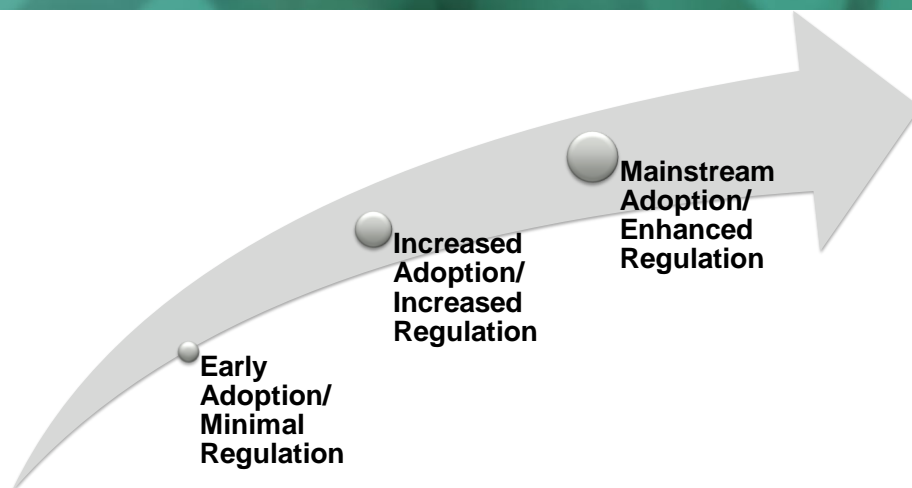 Early
Adoption/
Minimal
Regulation
Increased
Adoption/
Increased
Regulation
Mainstream
Adoption/
Enhanced
Regulation